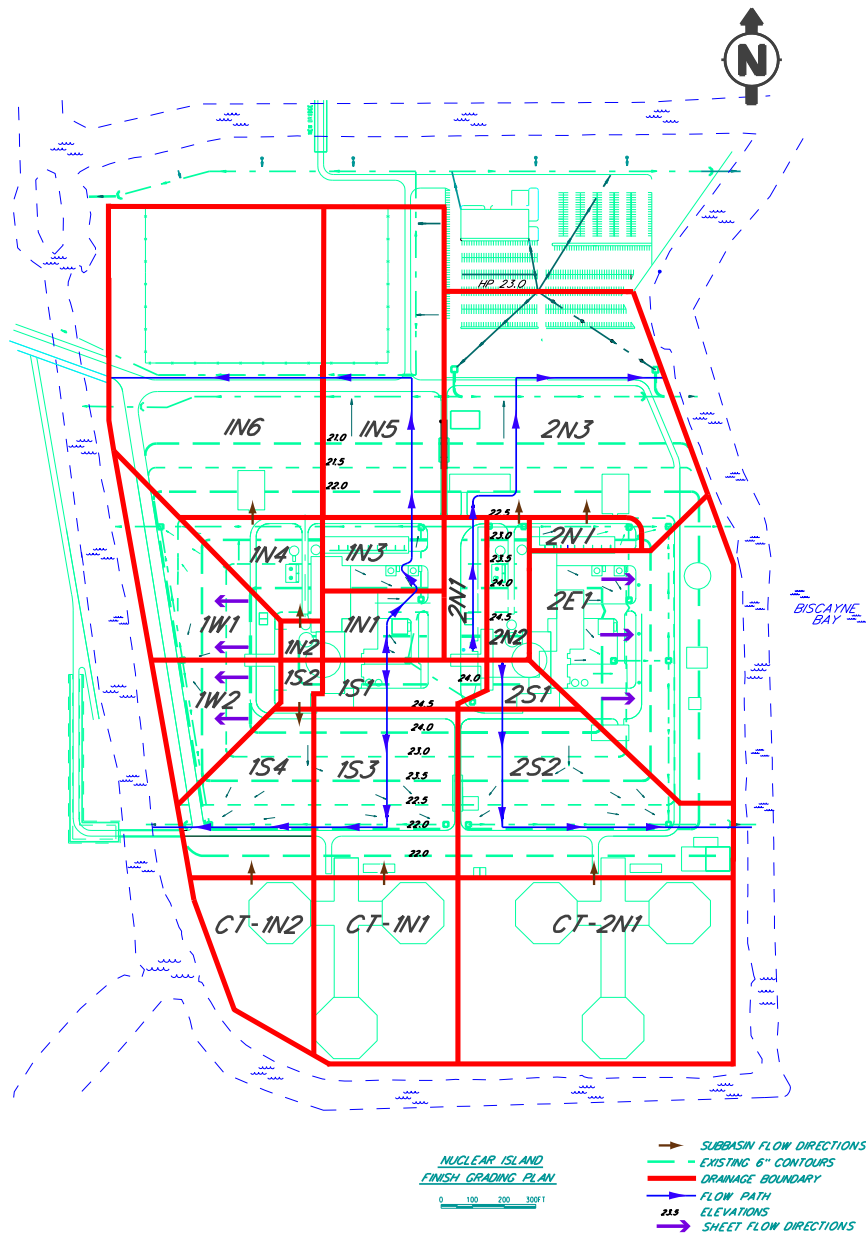 N
HP 23.0
1N6
1N5
2N3
21.0
21.5
22.0
22.5
1N4
1N3
23.0
2N1
23.5
24.0
2N1
2E1
BISCAYNE
BAY
1W1
1N1
24.5
1N2
2N2
1S2
1S1
24.0
2S1
1W2
24.5
24.0
23.0
1S4
1S3
2S2
23.5
22.5
22.0
22.0
CT-1N2
CT-1N1
CT-2N1
NUCLEAR ISLAND
FINISH GRADING PLAN
0 100 200 300FT
SUBBASIN FLOW DIRECTIONS
EXISTING 6" CONTOURS
DRAINAGE BOUNDARY
FLOW PATH
23.5 ELEVATIONS
SHEET FLOW DIRECTIONS